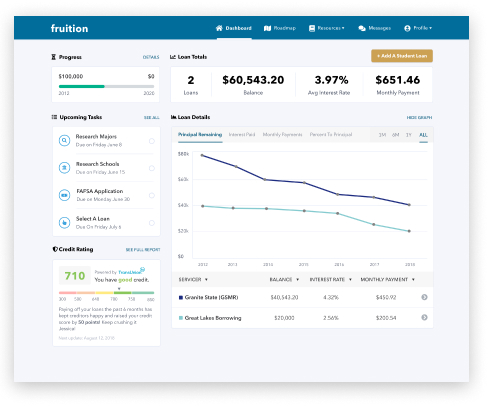 fruition
Dashboard
Roadmap
Resources
Messages
Profile
Progress
DETAILS
$100,000 $0
2012 2020
Loan Totals
+ Add A Student Loan
2
Loans
$60,543.20
Balance
3.97%
Avg Interest Rate
$651.46
Monthly Payment
Upcoming Tasks
SEE ALL
Research Majors
Due on Friday June 8
Research Schools
Due on Friday June 15
FAFSA Application
Due on Monday June 30
Select A Loan
Due On Friday July 6
Loan Details
HIDE GRAPH
Principal Remaining Interest Paid Monthly Payments Percent To Principal
3M 6M 1Y ALL
$80k
$60k
$40k
$20k
$0
2012 2013 2014 2015 2016 2017 2018 2019
SERVICER BALANCE INTEREST RATE MONTHLY PAYMENT
Granite State (GSMR) $40,543.20 4.32% $450.92
Great Lakes Borrowing $20,000 2.56% $200.54
Credit Rating
SEE FULL REPORT
710
Powered by TransUnion
You have good credit.
300 500 640 700 750 850
Paying off your loans the past 6 months has
kept creditors happy and raised your credit
score by 50 points! Keep crushing it
Jessica!
Last update: August 15, 2019